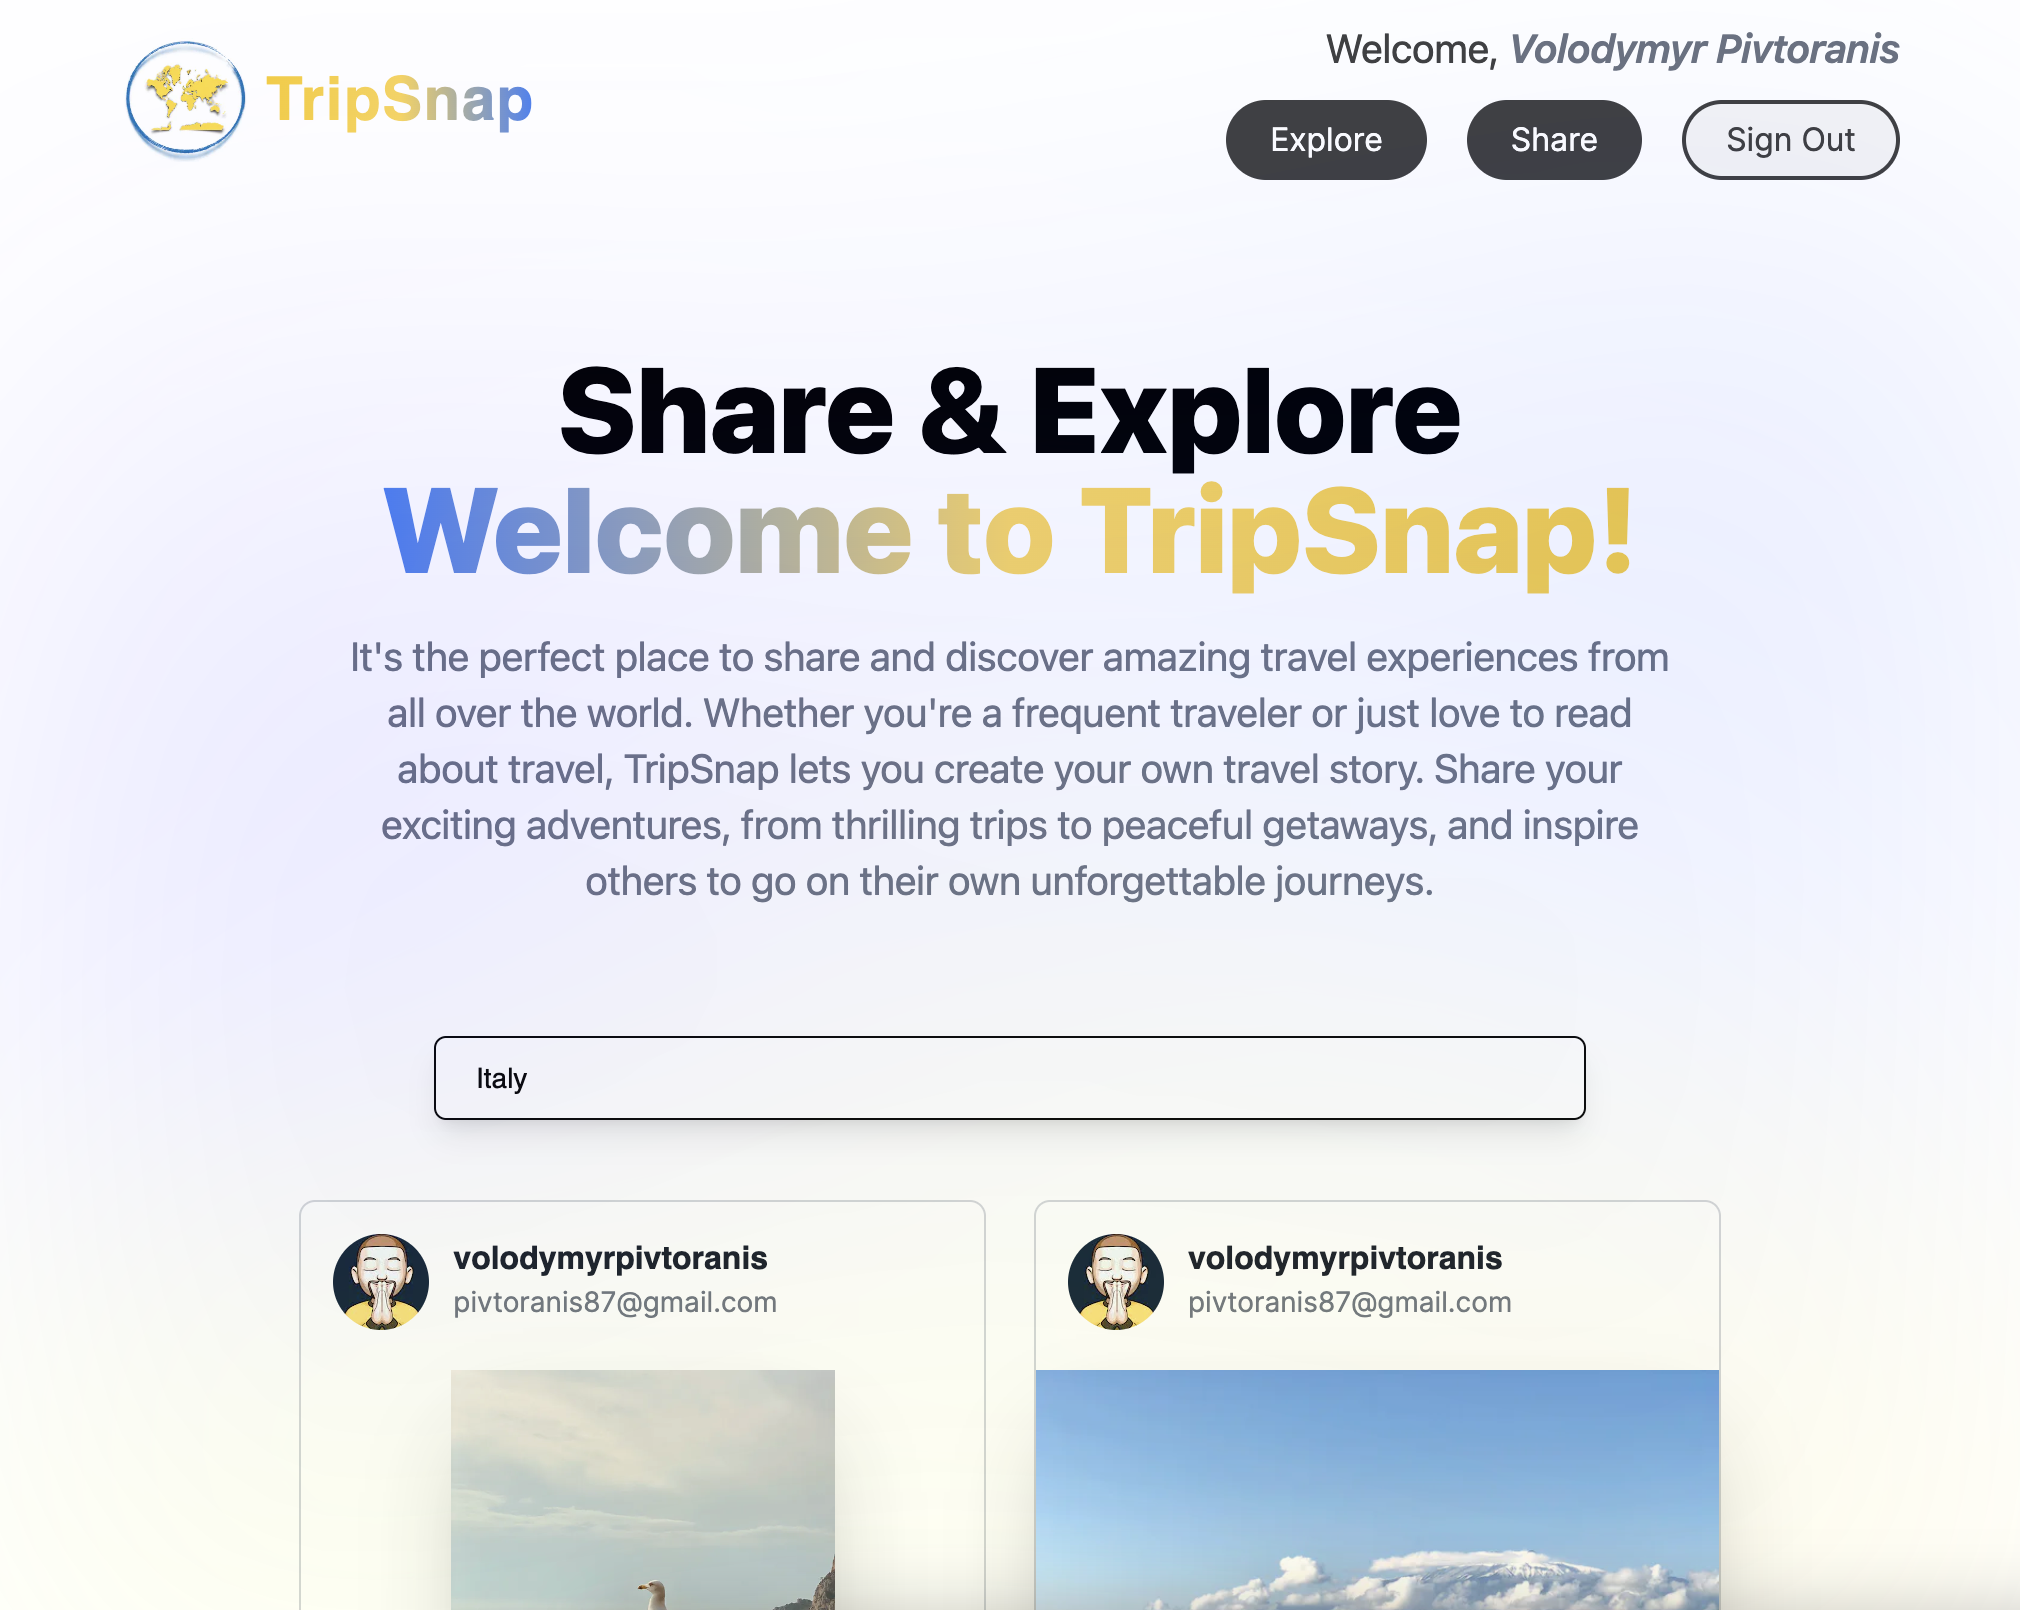 TripSnap
Welcome, Volodymyr Pivtoranis
Explore
Share
Sign Out
Share & Explore
Welcome to TripSnap!
It's the perfect place to share and discover amazing travel experiences from
all over the world. Whether you're a frequent traveler or just love to read
about travel, TripSnap lets you create your own travel story. Share your
exciting adventures, from thrilling trips to peaceful getaways, and inspire
others to go on their own unforgettable journeys.
Italy
volodymyrpivtoranis
pivtoranis87@gmail.com
volodymyrpivtoranis
pivtoranis87@gmail.com